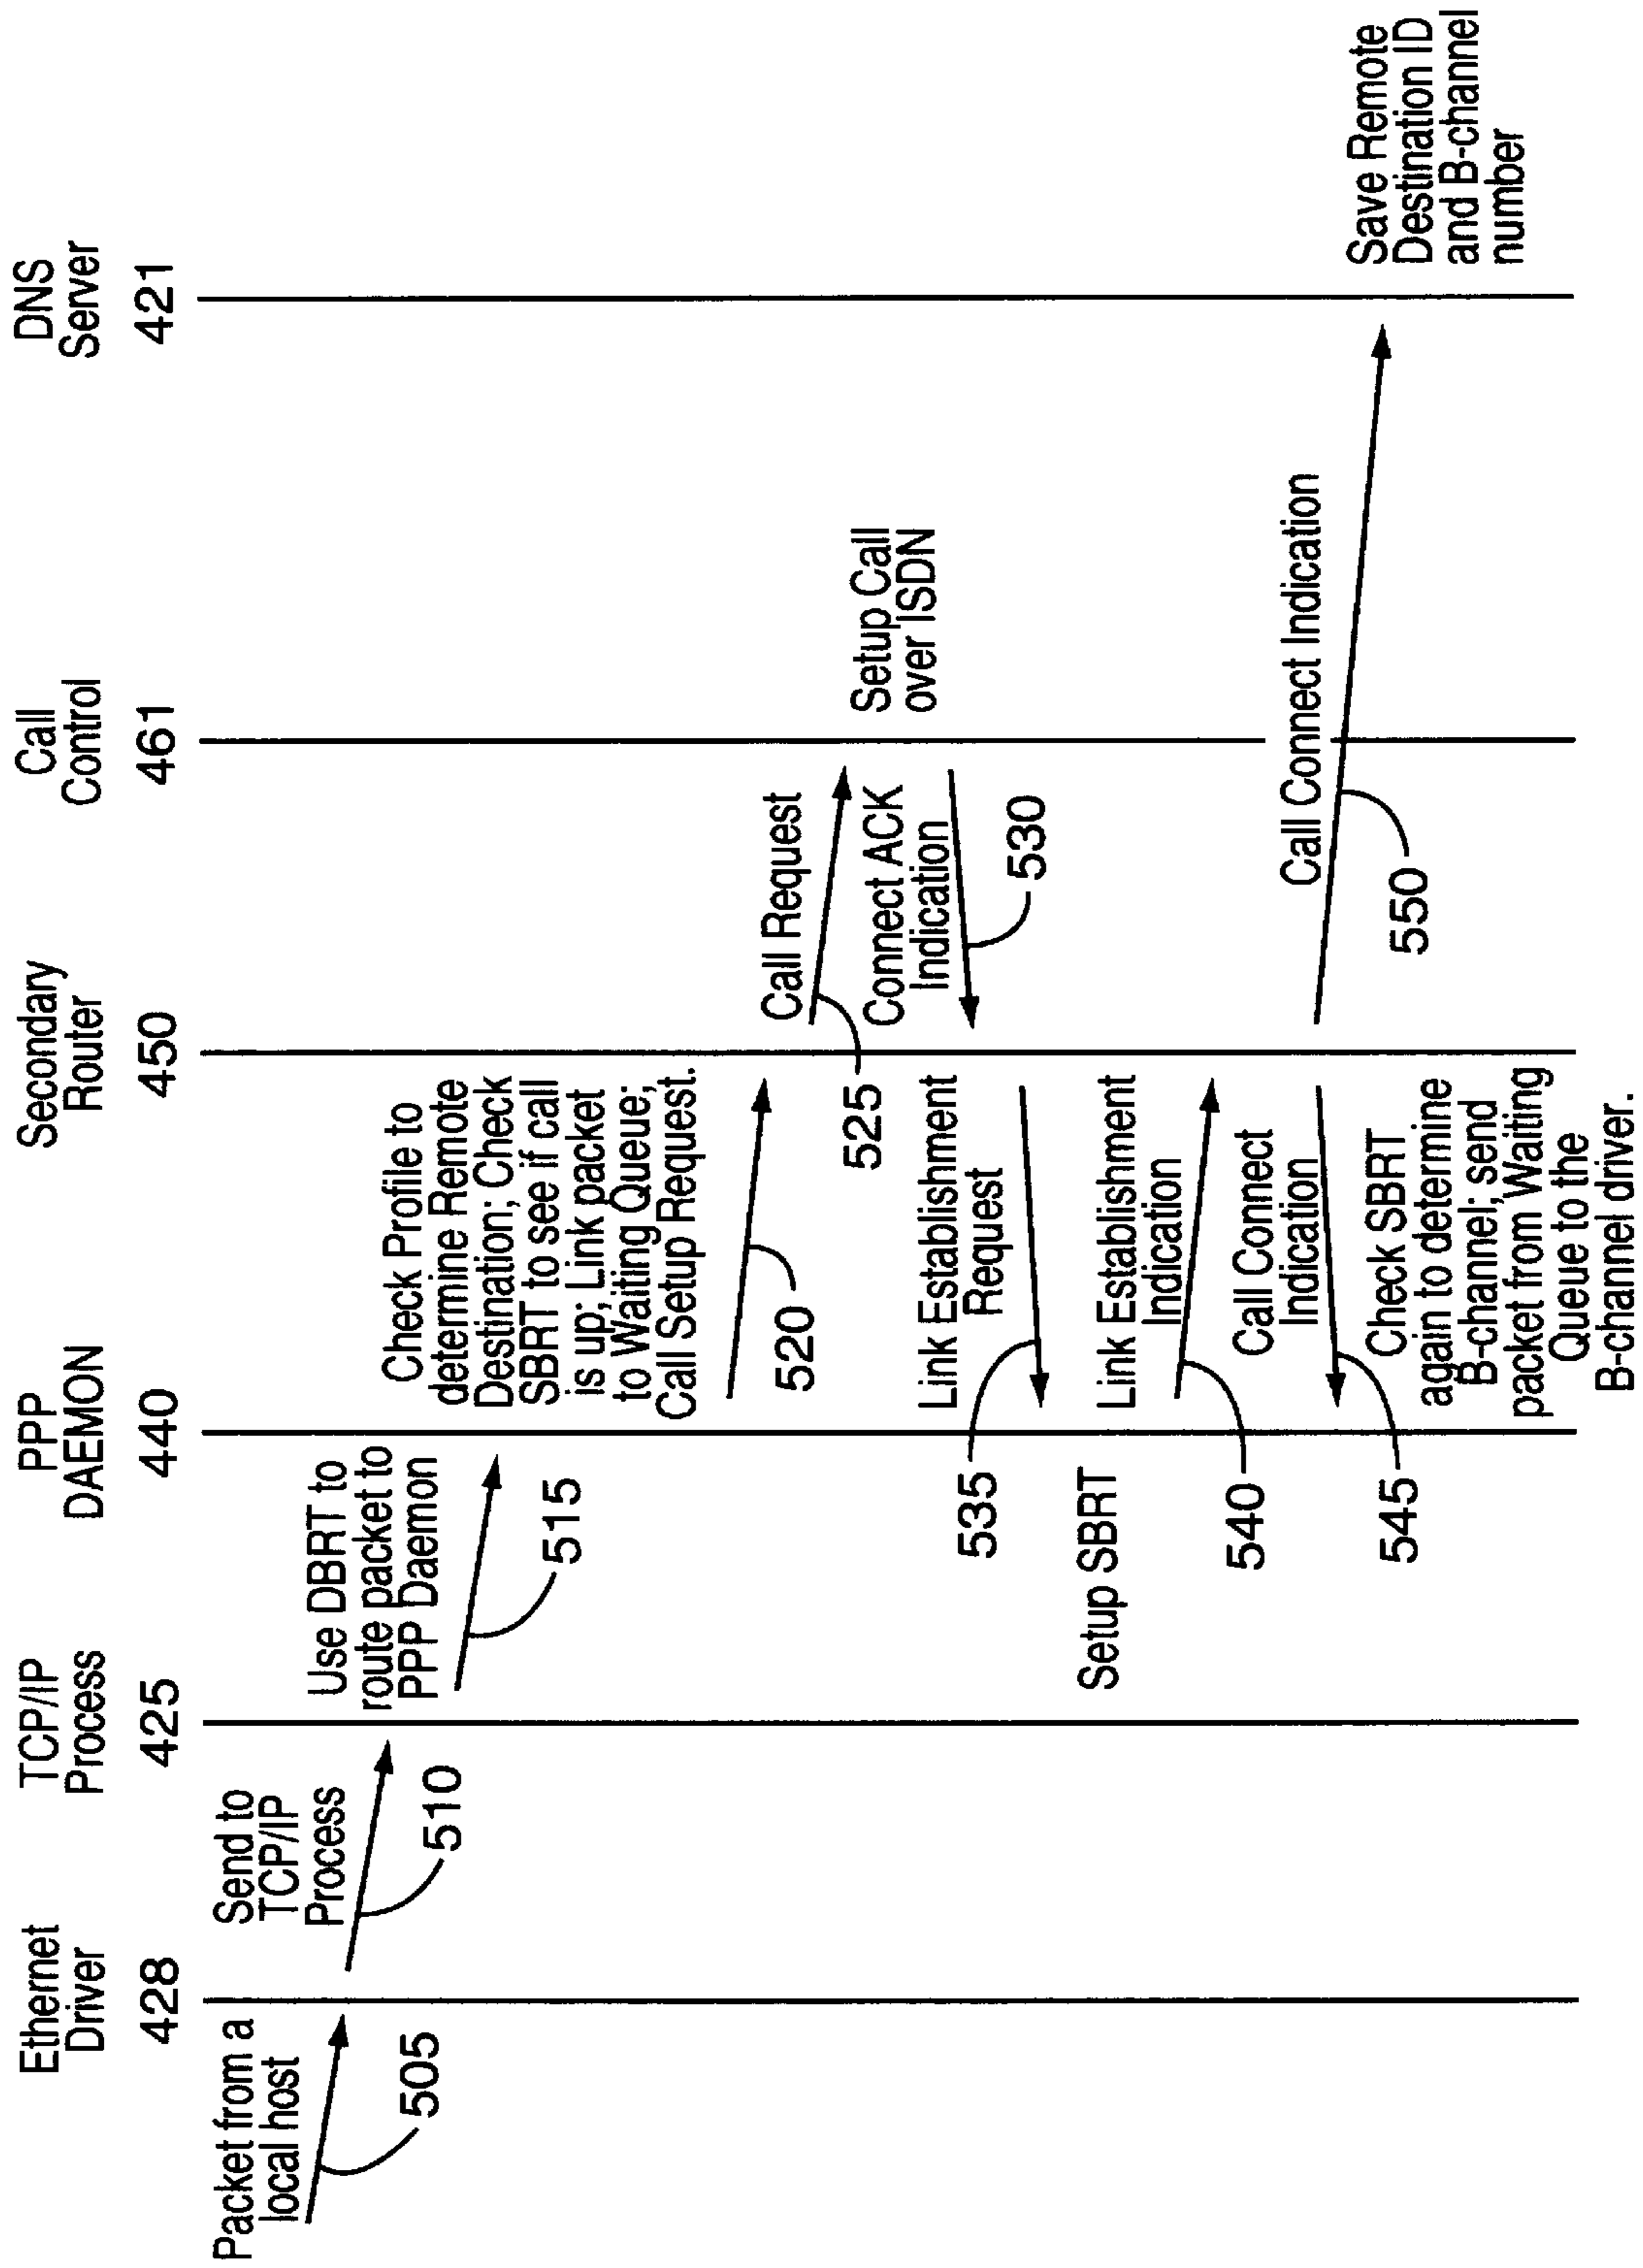 Ethernet
Driver
428
TCP/IP
Process
425
PPP
DAEMON
440
Secondary
Router
450
Call
Control
461
DNS
Server
421
Packet from a
local host
505
Send to
TCP/IP
Process
510
Use DBRT to
route packet to
PPP Daemon
515
Check Profile to
determine Remote
Destination; Check
SBRT to see if call
is up; Link packet
to Waiting Queue;
Call Setup Request.
520
Call Request
525
Setup Call
over ISDN
Connect ACK
Indication
530
Link Establishment
Request
535
Setup SBRT
Link Establishment
Indication
540
Call Connect
Indication
545
Check SBRT
again to determine
B-channel; send
packet from Waiting
Queue to the
B-channel driver.
Call Connect Indication
550
Save Remote
Destination ID
and B-channel
number